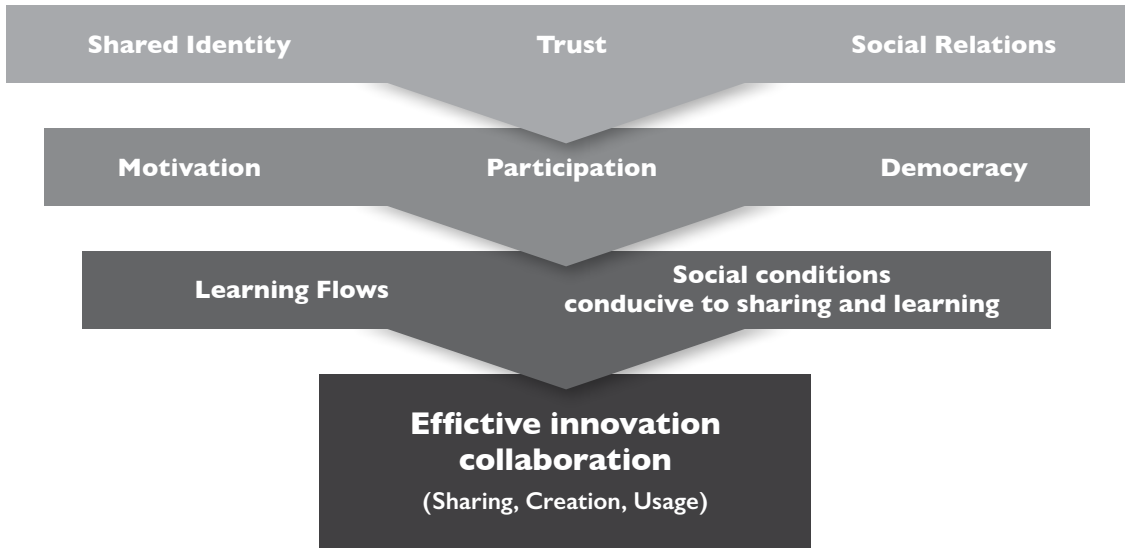 Shared Identity Trust Social Relations
Motivation Participation Democracy
Learning Flows
Social conditions
conducive to sharing and learning
Effictive innovation
collaboration
(Sharing, Creation, Usage)